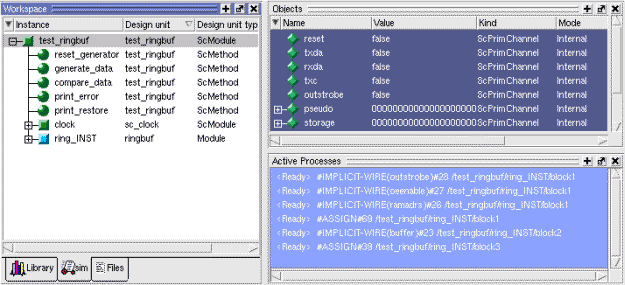 Workspace
Instance Design unit Design unit typ
test_ringbuf test_ringbuf ScModule
reset_generator test_ringbuf ScMethod
generate_data test_ringbuf ScMethod
compare_data test_ringbuf ScMethod
print_error test_ringbuf ScMethod
print_restore test_ringbuf ScMethod
clock sc_clock ScModule
ring_INST ringbuf Module
Library sim Files
Objects
Name Value Kind Mode
reset false ScPrimChannel Internal
txda false ScPrimChannel Internal
rxda false ScPrimChannel Internal
txc false ScPrimChannel Internal
outstrobe false ScPrimChannel Internal
pseudo ScPrimChannel Internal
storage ScPrimChannel Internal
Active Processes
<Ready> #IMPLICIT-WIRE(outstrobe)#28 /test_ringbuf/ring_INST/block1
<Ready> #IMPLICIT-WIRE(oeenable)#27 /test_ringbuf/ring_INST/block1
<Ready> #IMPLICIT-WIRE(ramadrs)#26 /test_ringbuf/ring_INST/block1
<Ready> #ASSIGN#69 /test_ringbuf/ring_INST/block1
<Ready> #IMPLICIT-WIRE(buffer)#23 /test_ringbuf/ring_INST/block2
<Ready> #ASSIGN#39 /test_ringbuf/ring_INST/block3